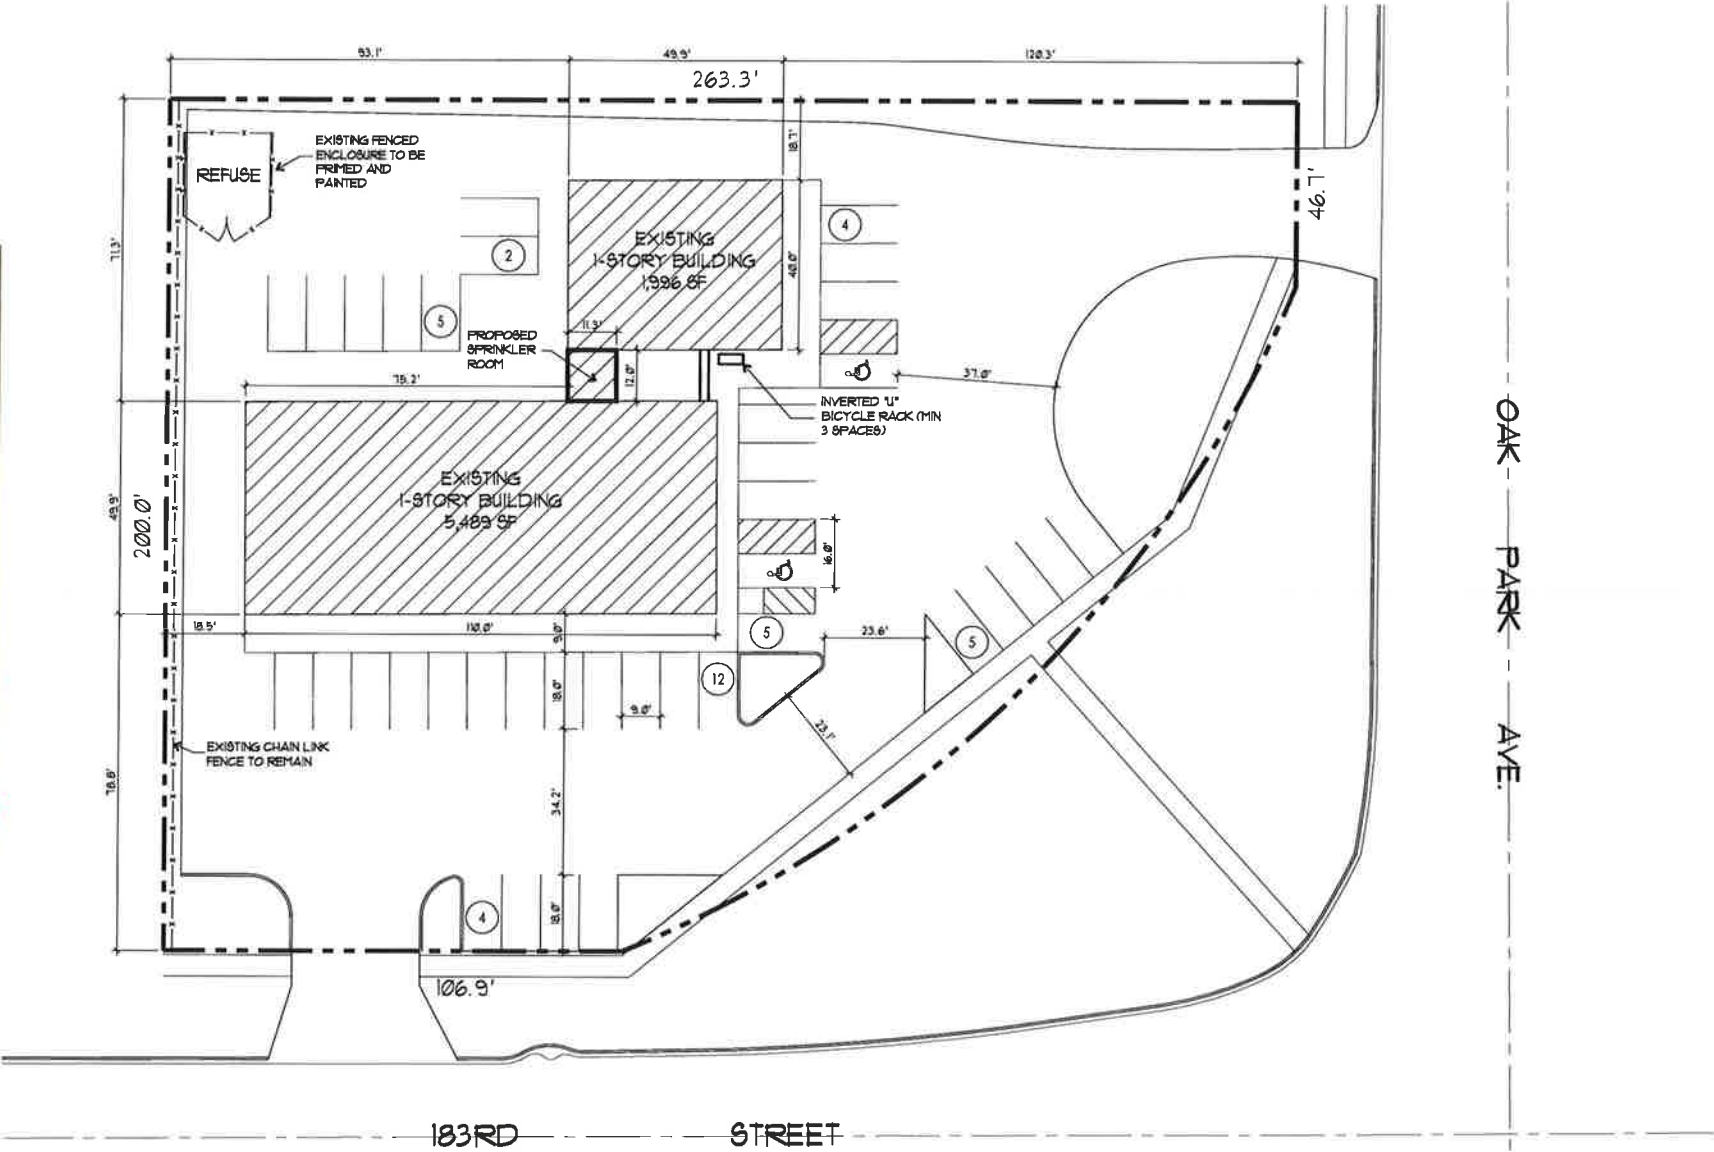 93.1'
49.9'
120.3'
263.3'
EXISTING FENCED
ENCLOSURE TO BE
PRIMED AND
PAINTED
REFUSE
18.7'
46.7'
71.3'
2
EXISTING
1-STORY BUILDING
1,996 SF
40.0'
4
5
11.3'
PROPOSED
SPRINKLER
ROOM
75.2'
12.0'
37.0'
INVERTED "U"
BICYCLE RACK (MIN
3 SPACES)
OAK PARK AVE.
EXISTING
1-STORY BUILDING
5,489 SF
49.9'
200.0'
16.0'
18.5'
110.0'
9.0'
5
23.6'
5
12
18.0'
9.0'
23.1'
EXISTING CHAIN LINK
FENCE TO REMAIN
78.8'
34.2'
4
18.0'
106.9'
183RD STREET